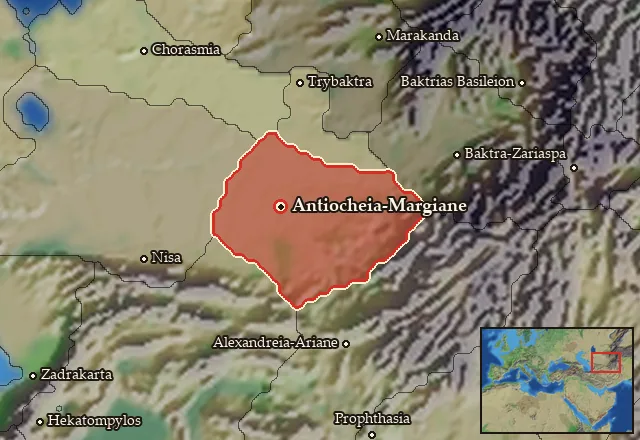 Marakanda
Chorasmia
Trybaktra
Baktrias Basileion
Baktra-Zariaspa
Antiocheia-Margiane
Nisa
Alexandreia-Ariane
Zadrakarta
Hekatompylos
Prophthasia